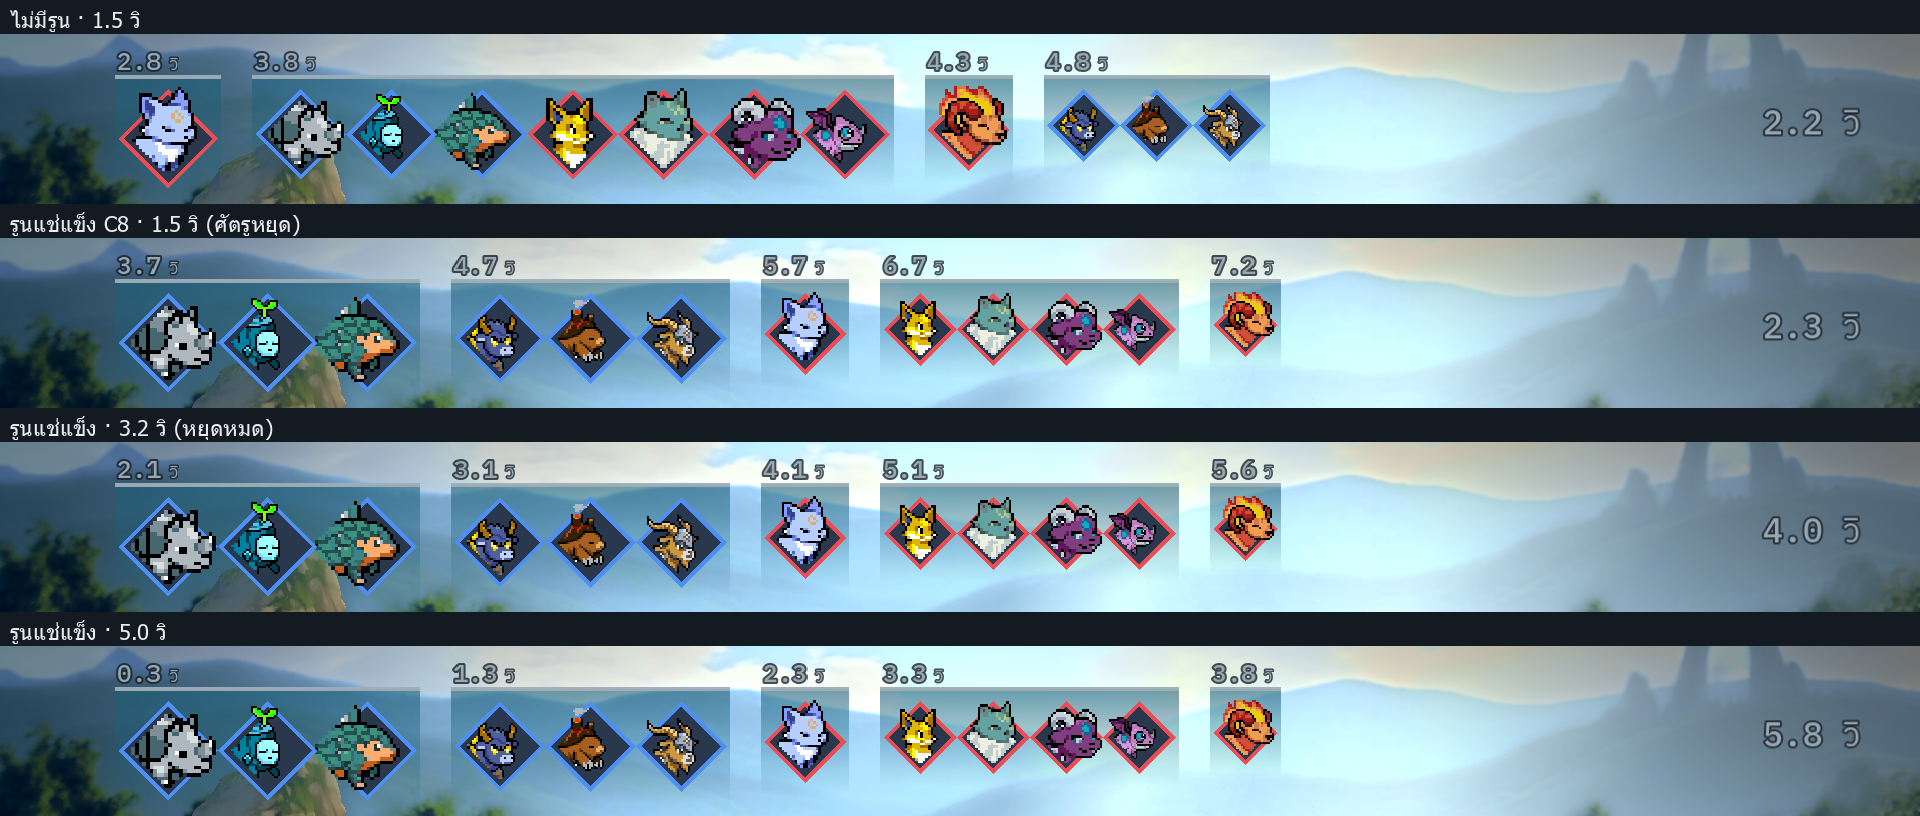 ไม่มีรูน · 1.5 วิ
2.8 วิ 3.8 วิ 4.3 วิ 4.8 วิ
2.2 วิ
รูนแช่แข็ง C8 · 1.5 วิ (ศัตรูหยุด)
3.7 วิ 4.7 วิ 5.7 วิ 6.7 วิ 7.2 วิ
2.3 วิ
รูนแช่แข็ง · 3.2 วิ (หยุดหมด)
2.1 วิ 3.1 วิ 4.1 วิ 5.1 วิ 5.6 วิ
4.0 วิ
รูนแช่แข็ง · 5.0 วิ
0.3 วิ 1.3 วิ 2.3 วิ 3.3 วิ 3.8 วิ
5.8 วิ